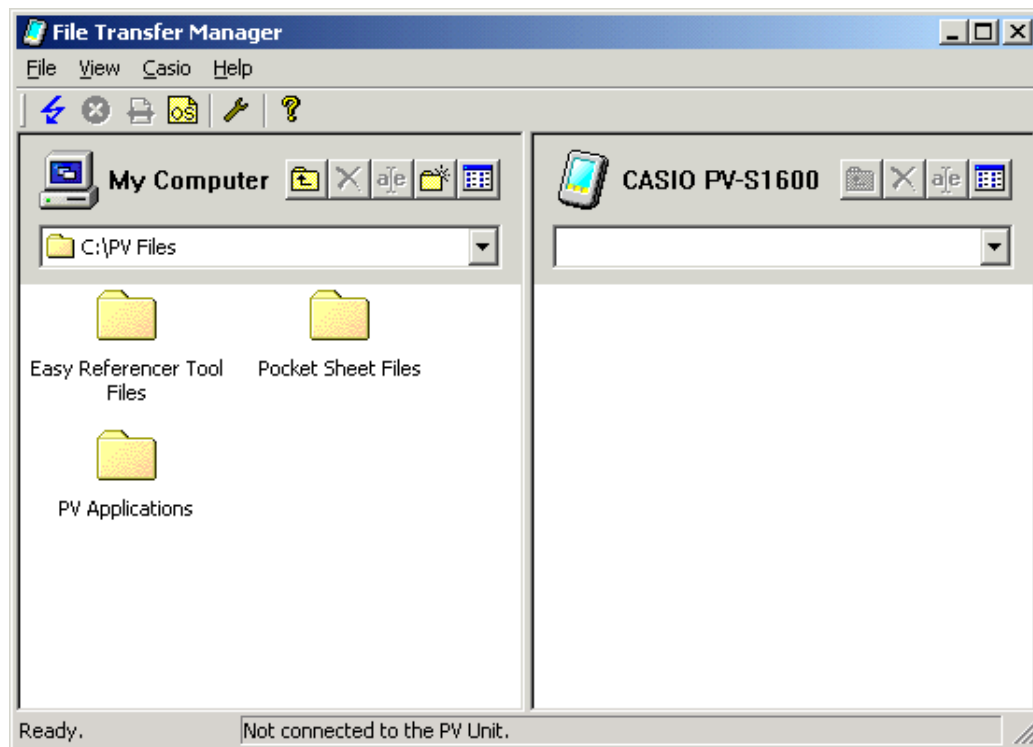 File Transfer Manager
File View Casio Help
OS
My Computer
a e
CASIO PV-S1600
a e
C:\PV Files
Easy Referencer Tool
Files
Pocket Sheet Files
PV Applications
Ready.
Not connected to the PV Unit.